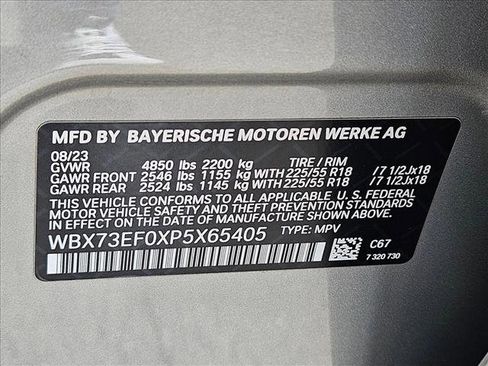 MFD BY BAYERISCHE MOTOREN WERKE AG
08/23
GVWR 4850 lbs 2200 kg TIRE / RIM
GAWR FRONT 2546 lbs 1155 kg WITH 225/55 R18 /7 1/2Jx18
GAWR REAR 2524 lbs 1145 kg WITH 225/55 R18 /7 1/2Jx18
THIS VEHICLE CONFORMS TO ALL APPLICABLE U.S. FEDERAL
MOTOR VEHICLE SAFETY, BUMPER, AND THEFT PREVENTION STANDARDS
IN EFFECT ON THE DATE OF MANUFACTURE SHOWN ABOVE.
WBX73EF0XP5X65405
TYPE: MPV
C67
7 320 730